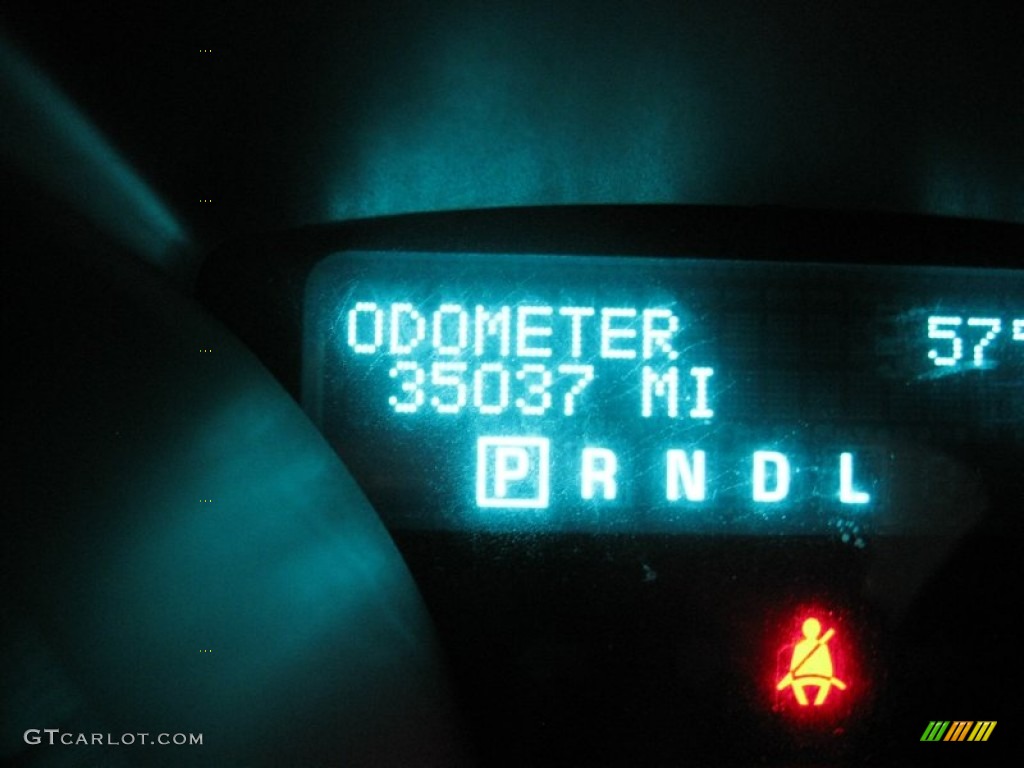 ODOMETER 57°
35037 MI
P R N D L
GTCARLOT.COM